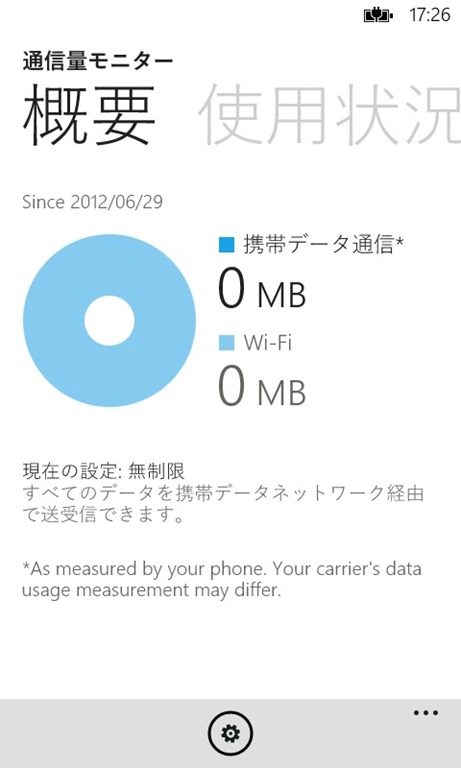 17:26
通信量モニター
概要 使用状況
Since 2012/06/29
携帯データ通信*
0 MB
Wi-Fi
0 MB
現在の設定: 無制限
すべてのデータを携帯データネットワーク経由
で送受信できます。
*As measured by your phone. Your carrier's data
usage measurement may differ.